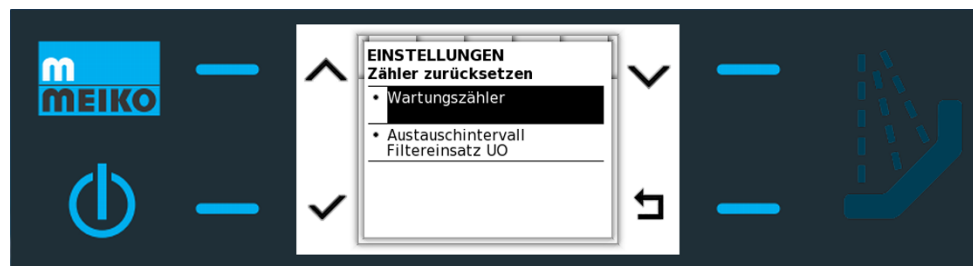 m
MEIKO
EINSTELLUNGEN
Zähler zurücksetzen
• Wartungszähler
• Austauschintervall
Filtereinsatz UO